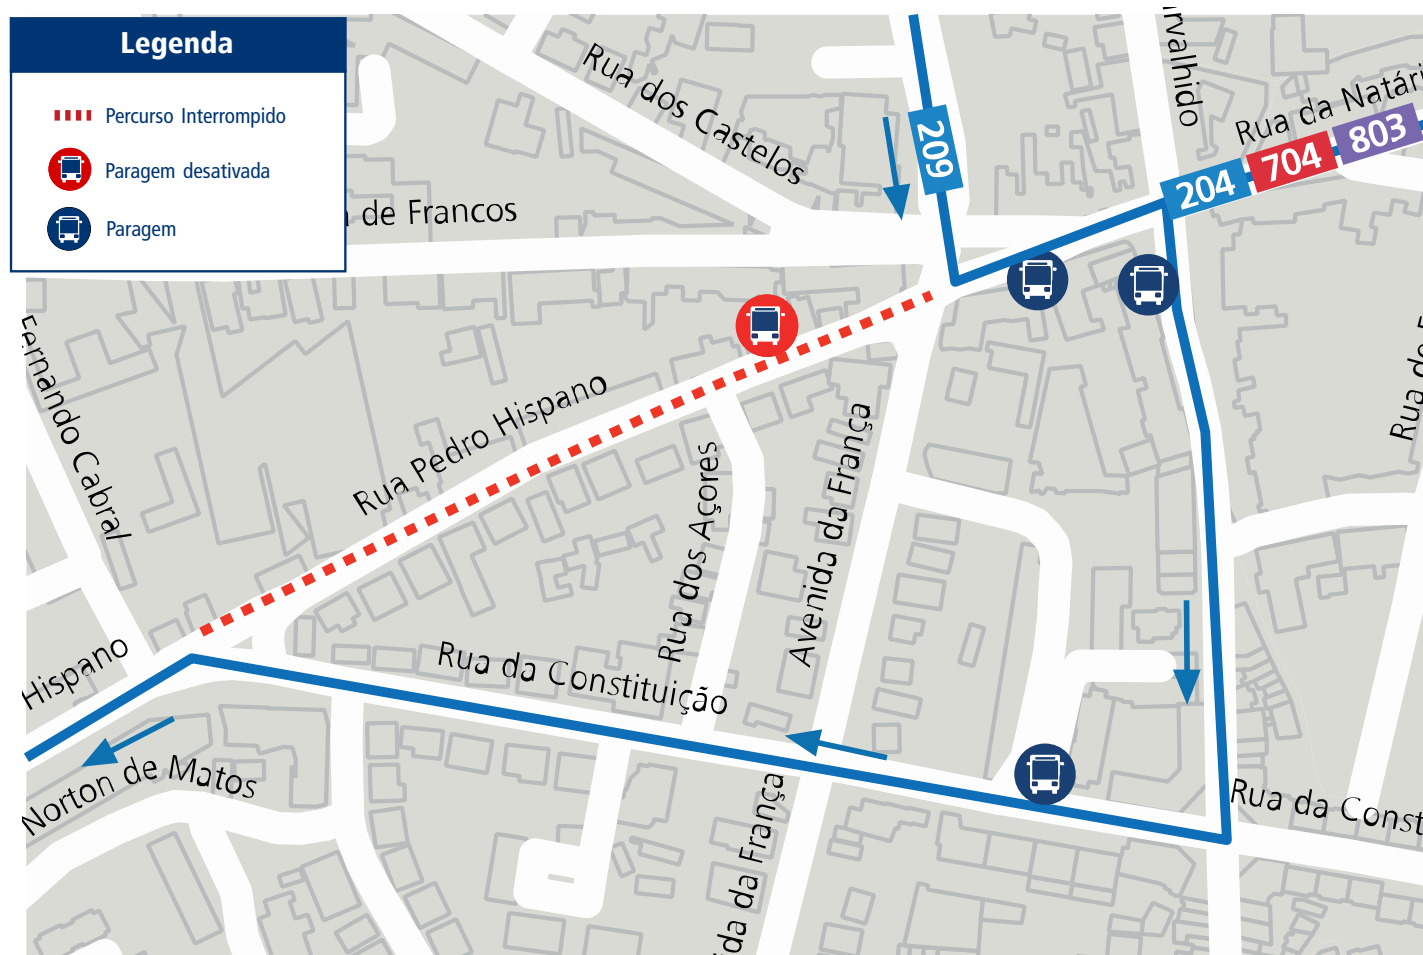 Legenda
Percurso Interrompido
Paragem desativada
Paragem
Rua dos Castelos
rvalhido
Rua da Natári
209
204
704
803
de Francos
Fernando Cabral
Rua Pedro Hispano
Rua dos Açores
Avenida da França
Rua da Constituição
Hispano
Norton de Matos
da França
Rua da Const